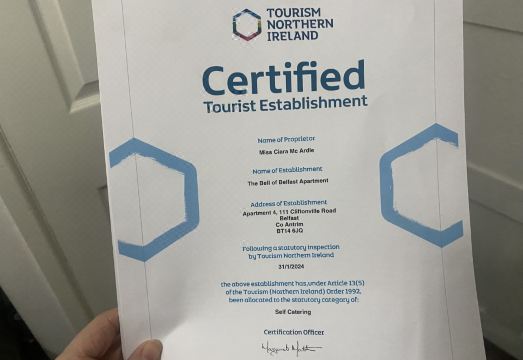 TOURISM
NORTHERN
IRELAND
Certified
Tourist Establishment
Name of Proprietor
Miss Ciara Mc Ardle
Name of Establishment
The Bell of Belfast Apartment
Address of Establishment
Apartment 4, 111 Cliftonville Road
Belfast
Co Antrim
BT14 6JQ
Following a statutory inspection
by Tourism Northern Ireland
31/1/2024
the above establishment has, under Article 13(5)
of the Tourism (Northern Ireland) Order 1992,
been allocated to the statutory category of:
Self Catering
Certification Officer